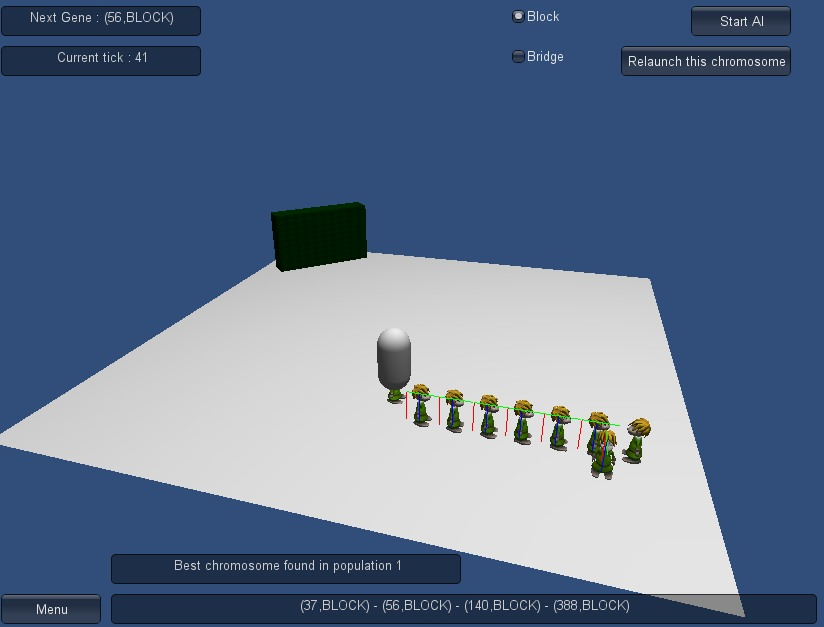 Next Gene : (56,BLOCK)
Block
Start AI
Current tick : 41
Bridge
Relaunch this chromosome
Best chromosome found in population 1
Menu
(37,BLOCK) - (56,BLOCK) - (140,BLOCK) - (388,BLOCK)